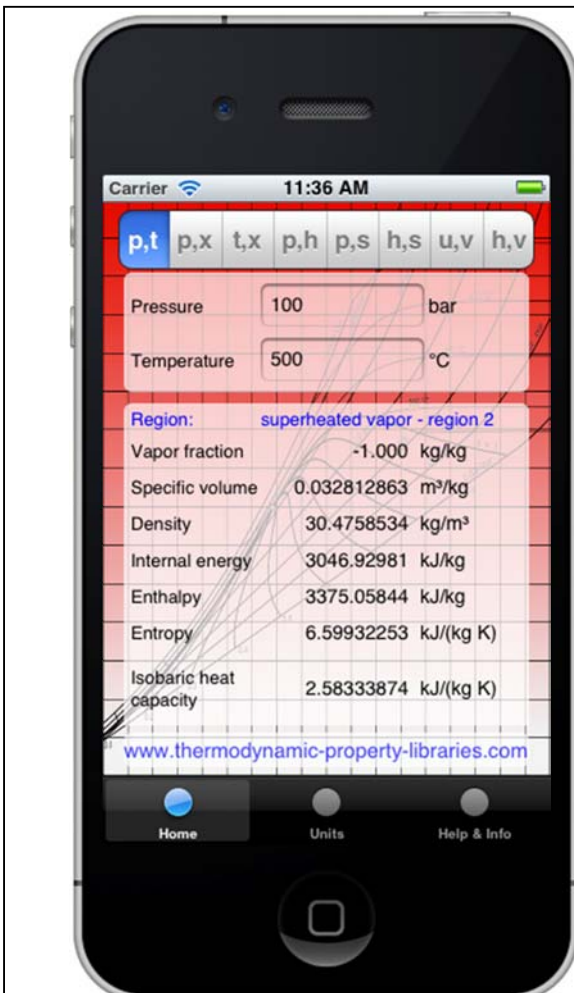 Carrier 11:36 AM
p,t p,x t,x p,h p,s h,s u,v h,v
Pressure 100 bar
Temperature 500 °C
Region: superheated vapor - region 2
Vapor fraction -1.000 kg/kg
Specific volume 0.032812863 m³/kg
Density 30.4758534 kg/m³
Internal energy 3046.92981 kJ/kg
Enthalpy 3375.05844 kJ/kg
Entropy 6.59932253 kJ/(kg K)
Isobaric heat
capacity 2.58333874 kJ/(kg K)
www.thermodynamic-property-libraries.com
Home Units Help & Info